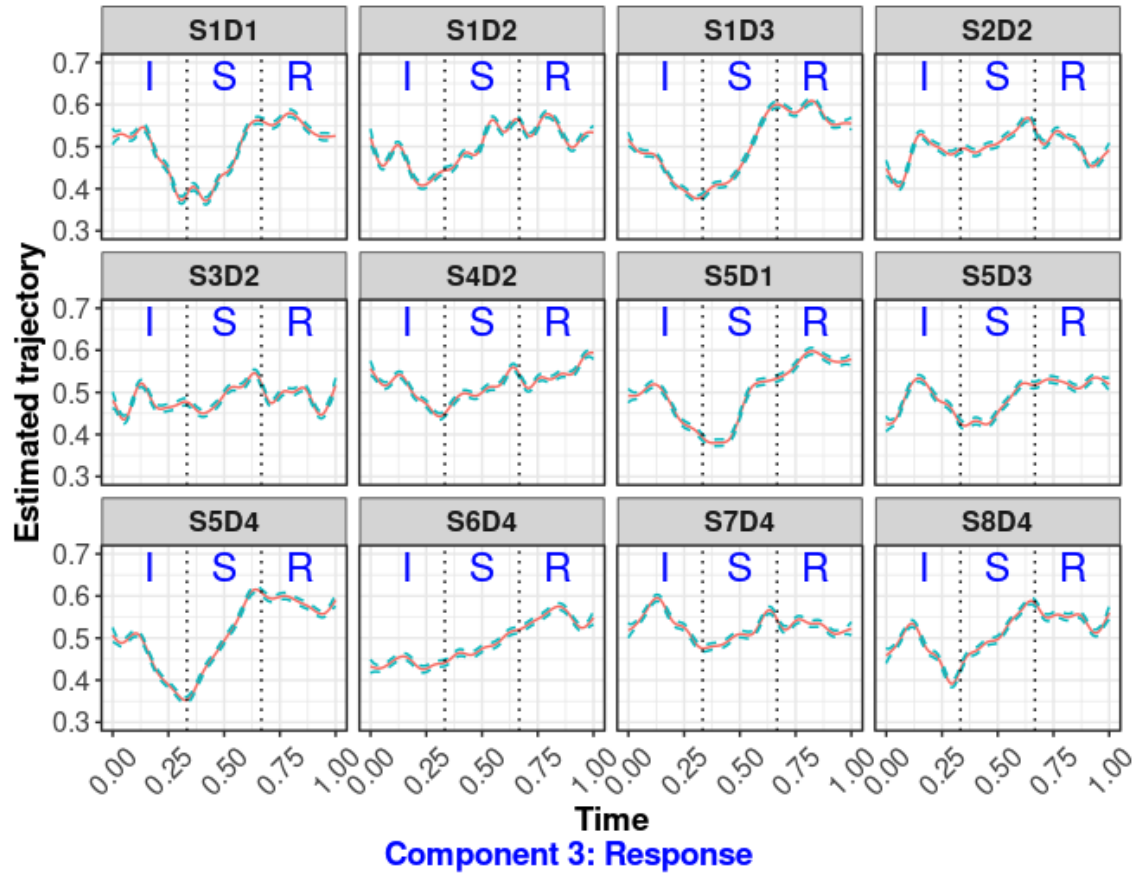 S1D1 S1D2 S1D3 S2D2
0.7 I S R I S R I S R I S R
0.6
0.5
0.4
0.3
S3D2 S4D2 S5D1 S5D3
0.7 I S R I S R I S R I S R
0.6
0.5
0.4
0.3
S5D4 S6D4 S7D4 S8D4
0.7 I S R I S R I S R I S R
0.6
0.5
0.4
0.3
Estimated trajectory
0.00 0.25 0.50 0.75 1.00 0.00 0.25 0.50 0.75 1.00 0.00 0.25 0.50 0.75 1.00 0.00 0.25 0.50 0.75 1.00
Time
Component 3: Response